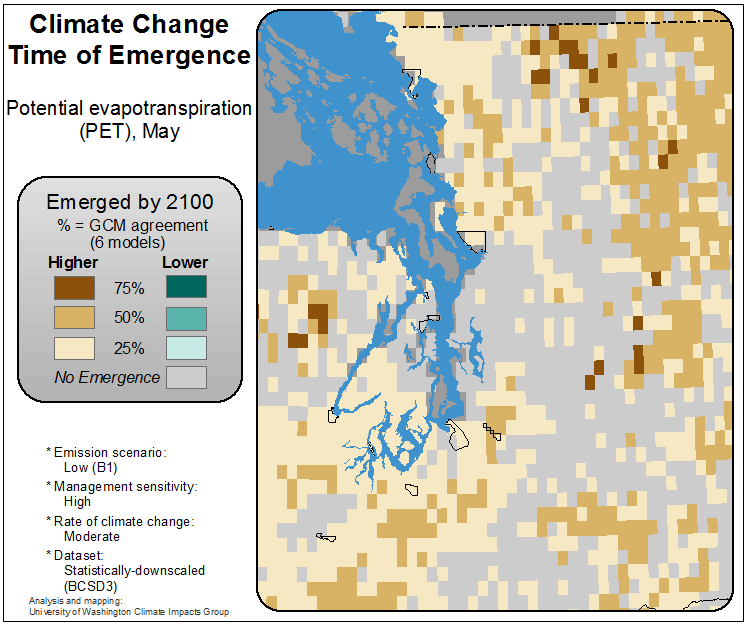 Climate Change
Time of Emergence
Potential evapotranspiration
(PET), May
Emerged by 2100
% = GCM agreement
(6 models)
Higher Lower
75%
50%
25%
No Emergence
* Emission scenario:
Low (B1)
* Management sensitivity:
High
* Rate of climate change:
Moderate
* Dataset:
Statistically-downscaled
(BCSD3)
Analysis and mapping:
University of Washington Climate Impacts Group